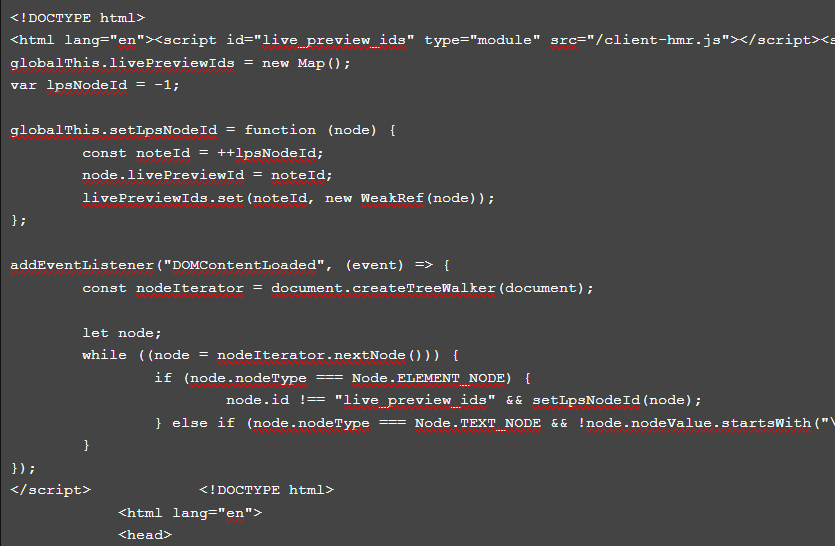 <!DOCTYPE html>
<html lang="en"><script id="live_preview_ids" type="module" src="/client-hmr.js"></script><s
globalThis.livePreviewIds = new Map();
var lpsNodeId = -1;
globalThis.setLpsNodeId = function (node) {
const noteId = ++lpsNodeId;
node.livePreviewId = noteId;
livePreviewIds.set(noteId, new WeakRef(node));
};
addEventListener("DOMContentLoaded", (event) => {
const nodeIterator = document.createTreeWalker(document);
let node;
while ((node = nodeIterator.nextNode())) {
if (node.nodeType === Node.ELEMENT_NODE) {
node.id !== "live_preview_ids" && setLpsNodeId(node);
} else if (node.nodeType === Node.TEXT_NODE && !node.nodeValue.startsWith("\
}
});
</script> <!DOCTYPE html>
<html lang="en">
<head>